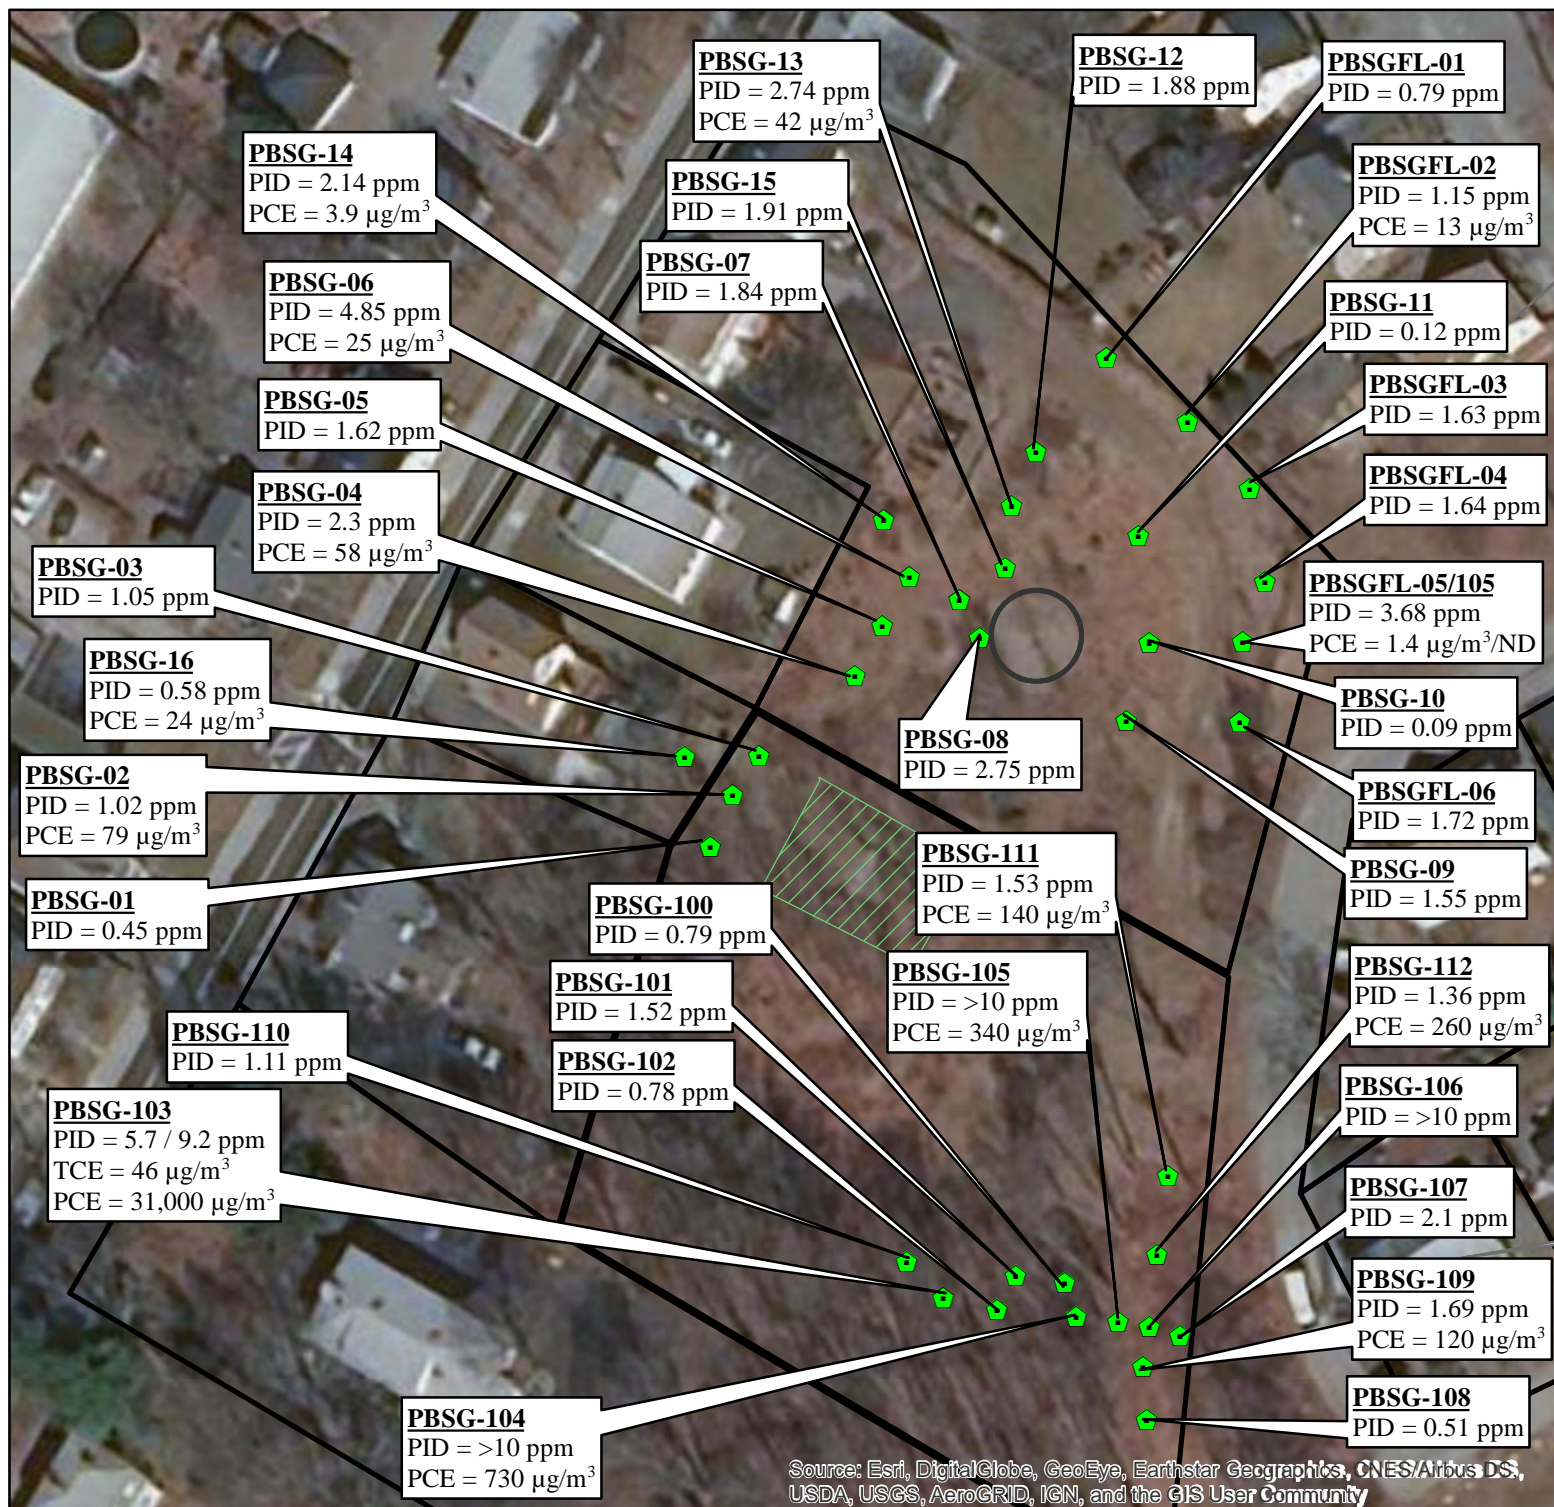 PBSG-13
PID = 2.74 ppm
PCE = 42 µg/m³
PBSG-12
PID = 1.88 ppm
PBSGFL-01
PID = 0.79 ppm
PBSG-14
PID = 2.14 ppm
PCE = 3.9 µg/m³
PBSG-15
PID = 1.91 ppm
PBSGFL-02
PID = 1.15 ppm
PCE = 13 µg/m³
PBSG-07
PID = 1.84 ppm
PBSG-06
PID = 4.85 ppm
PCE = 25 µg/m³
PBSG-11
PID = 0.12 ppm
PBSG-05
PID = 1.62 ppm
PBSGFL-03
PID = 1.63 ppm
PBSG-04
PID = 2.3 ppm
PCE = 58 µg/m³
PBSGFL-04
PID = 1.64 ppm
PBSG-03
PID = 1.05 ppm
PBSGFL-05/105
PID = 3.68 ppm
PCE = 1.4 µg/m³/ND
PBSG-16
PID = 0.58 ppm
PCE = 24 µg/m³
PBSG-10
PID = 0.09 ppm
PBSG-08
PID = 2.75 ppm
PBSG-02
PID = 1.02 ppm
PCE = 79 µg/m³
PBSGFL-06
PID = 1.72 ppm
PBSG-111
PID = 1.53 ppm
PCE = 140 µg/m³
PBSG-09
PID = 1.55 ppm
PBSG-01
PID = 0.45 ppm
PBSG-100
PID = 0.79 ppm
PBSG-105
PID = >10 ppm
PCE = 340 µg/m³
PBSG-112
PID = 1.36 ppm
PCE = 260 µg/m³
PBSG-101
PID = 1.52 ppm
PBSG-110
PID = 1.11 ppm
PBSG-102
PID = 0.78 ppm
PBSG-106
PID = >10 ppm
PBSG-103
PID = 5.7 / 9.2 ppm
TCE = 46 µg/m³
PCE = 31,000 µg/m³
PBSG-107
PID = 2.1 ppm
PBSG-109
PID = 1.69 ppm
PCE = 120 µg/m³
PBSG-104
PID = >10 ppm
PCE = 730 µg/m³
PBSG-108
PID = 0.51 ppm
Source: Esri, DigitalGlobe, GeoEye, Earthstar Geographics, CNES/Airbus DS,
USDA, USGS, AeroGRID, IGN, and the GIS User Community